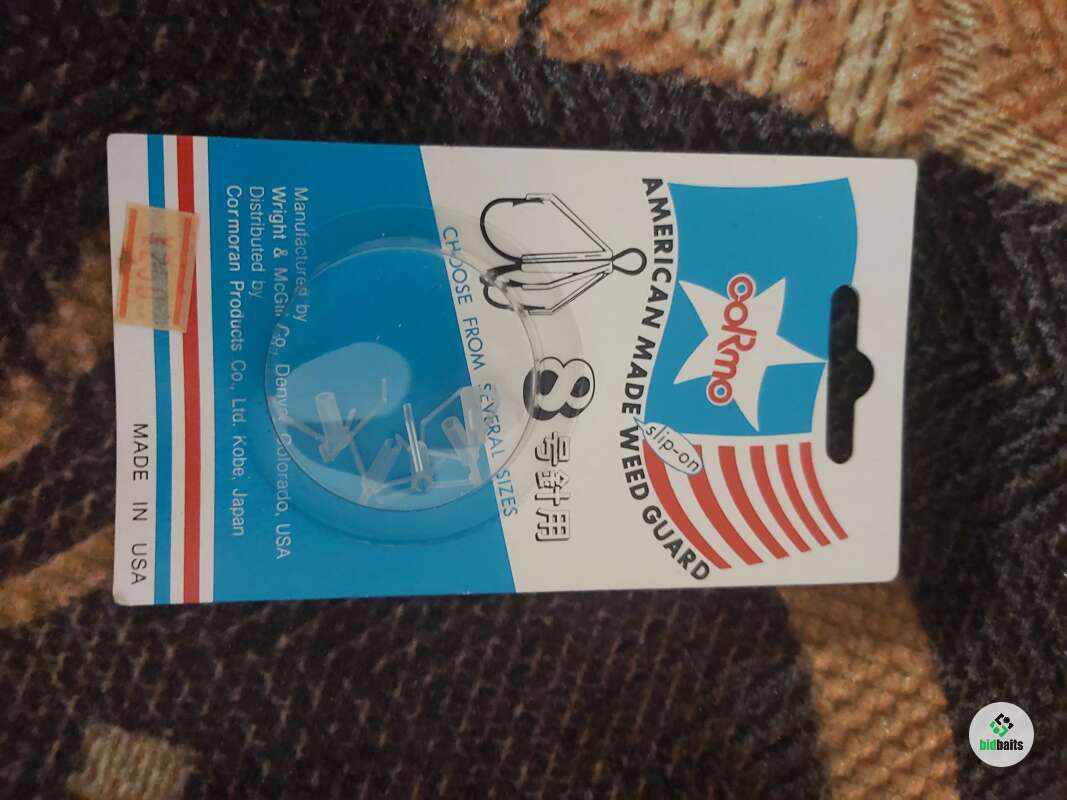 ooRmo
slip-on
AMERICAN MADE WEED GUARD
8号針用
CHOOSE FROM SEVERAL SIZES
Manufactured by
Wright & McGill Co., Denver, Colorado, USA
Distributed by
Cormoran Products Co., Ltd. Kobe, Japan
MADE IN USA
bidbaits